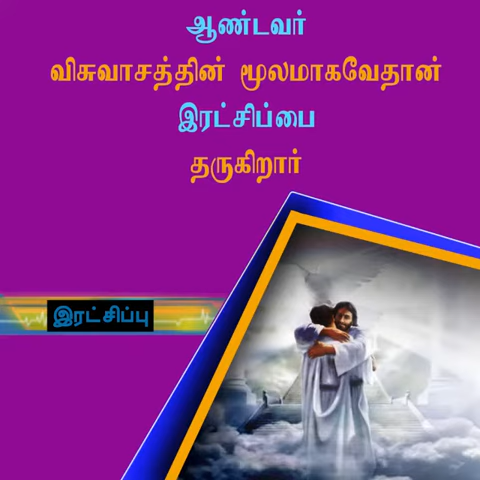 ஆண்டவர்
விசுவாசத்தின் மூலமாகவேதான்
இரட்சிப்பை
தருகிறார்
இரட்சிப்பு